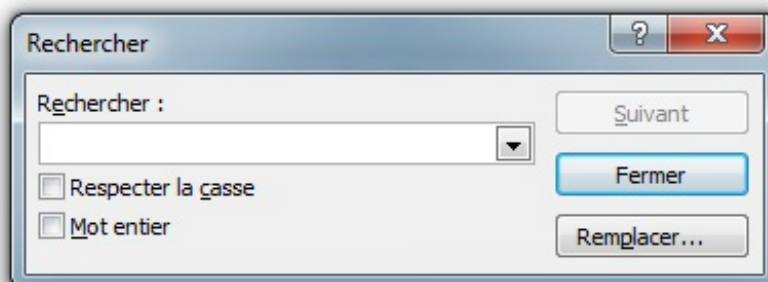 Rechercher
Rechercher :
Suivant
Respecter la casse
Fermer
Mot entier
Remplacer...